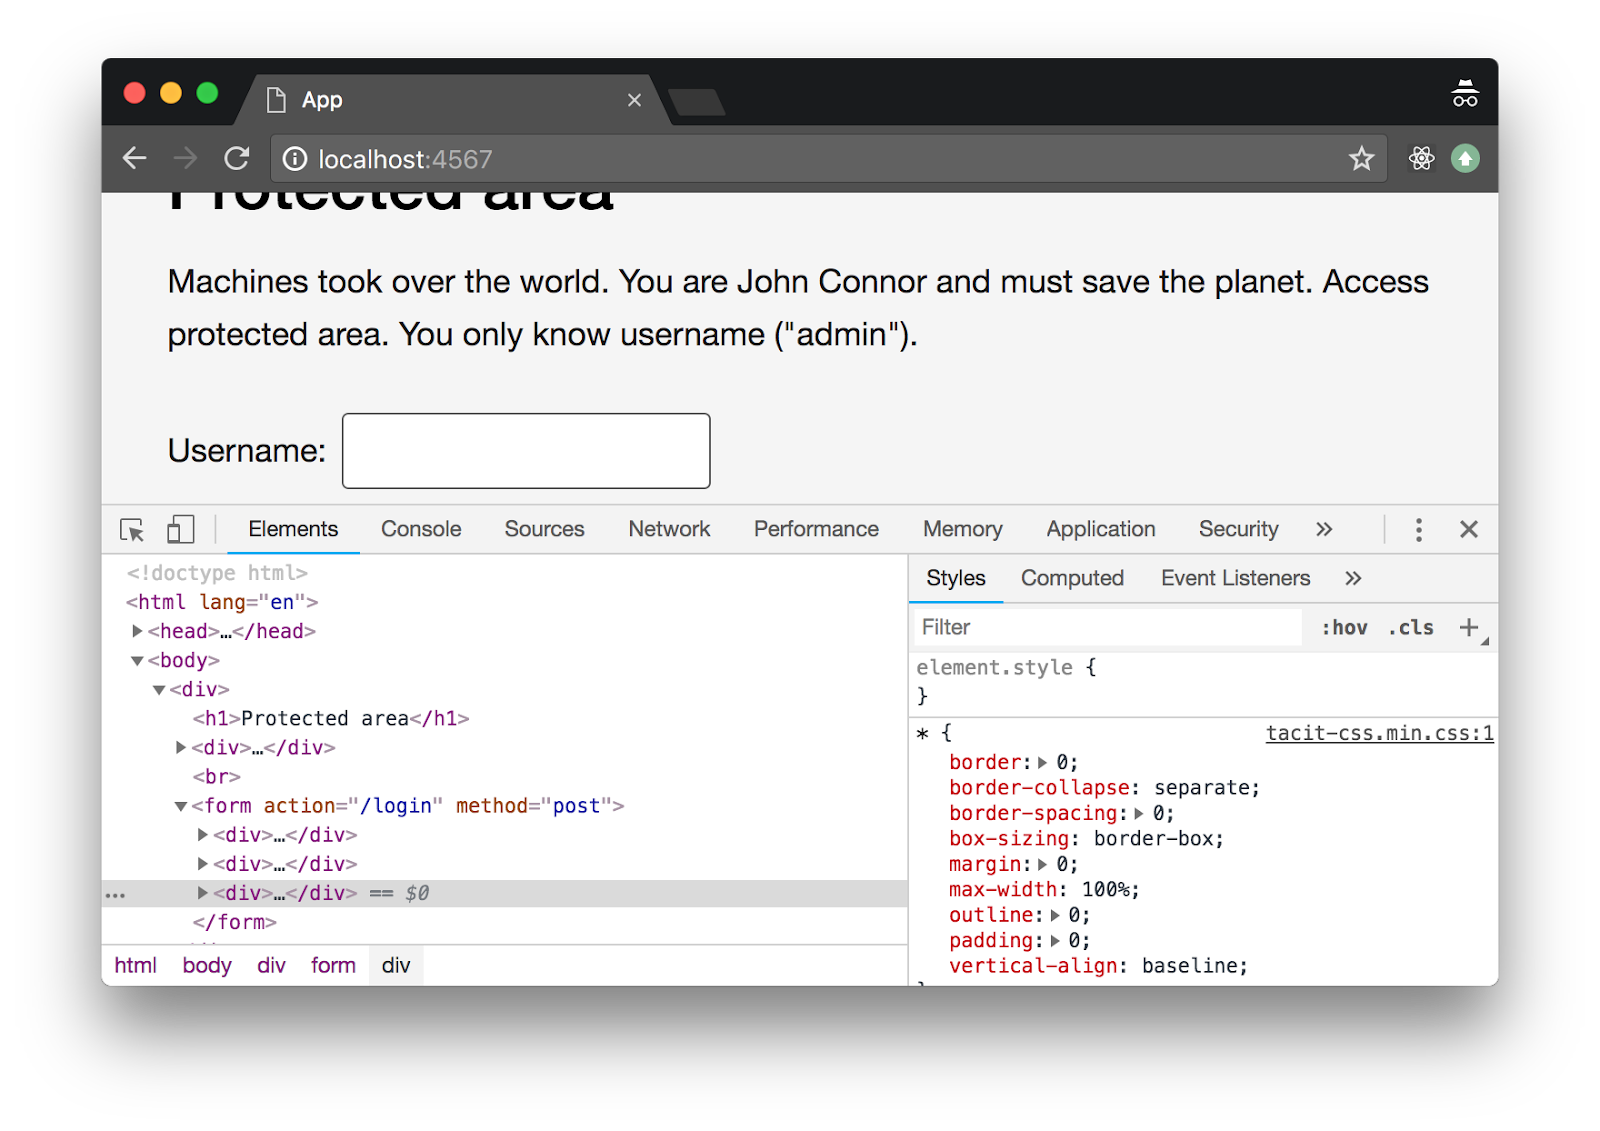 App
localhost:4567
Protected area
Machines took over the world. You are John Connor and must save the planet. Access
protected area. You only know username ("admin").
Username:
Elements Console Sources Network Performance Memory Application Security »
<!doctype html>
<html lang="en">
<head>…</head>
<body>
<div>
<h1>Protected area</h1>
<div>…</div>
<br>
<form action="/login" method="post">
<div>…</div>
<div>…</div>
... <div>…</div> == $0
</form>
html body div form div
Styles Computed Event Listeners »
Filter :hov .cls +
element.style {
}
* { tacit-css.min.css:1
border: 0;
border-collapse: separate;
border-spacing: 0;
box-sizing: border-box;
margin: 0;
max-width: 100%;
outline: 0;
padding: 0;
vertical-align: baseline;